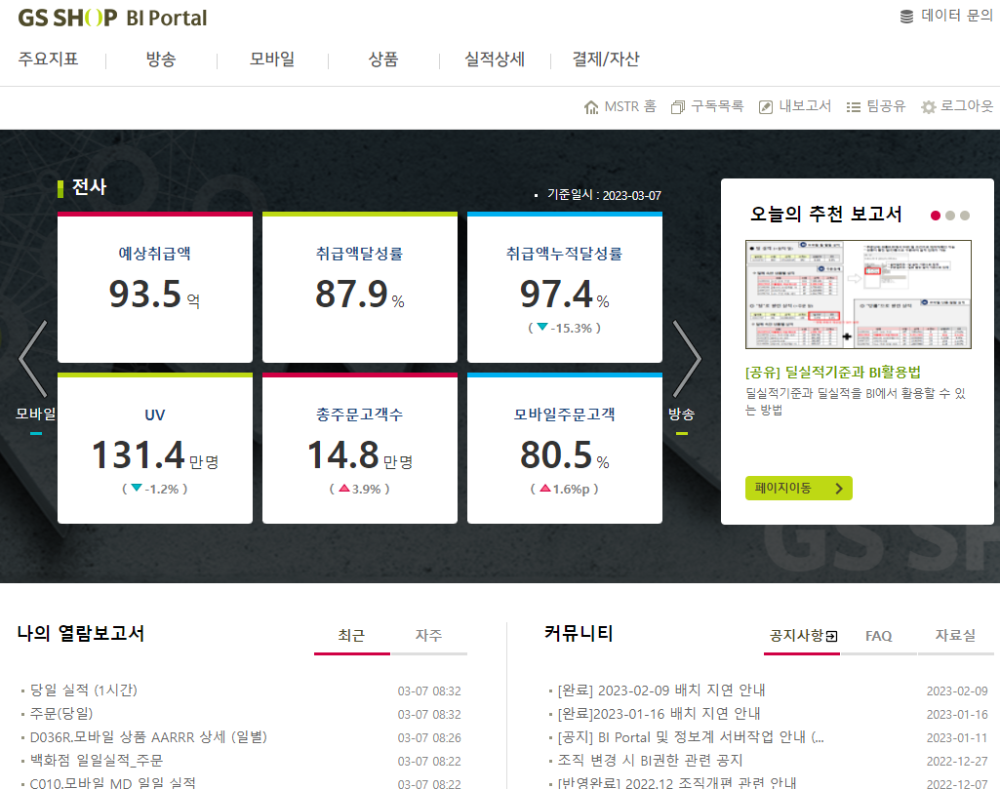 GS SHOP BI Portal
데이터 문의
주요지표 방송 모바일 상품 실적상세 결제/자산
MSTR 홈 구독목록 내보고서 팀공유 로그아웃
전사
기준일시 : 2023-03-07
예상취급액
93.5 억
취급액달성률
87.9 %
취급액누적달성률
97.4 %
( ▼ -15.3% )
모바일
방송
UV
131.4 만명
( ▼ -1.2% )
총주문고객수
14.8 만명
( ▲ 3.9% )
모바일주문고객
80.5 %
( ▲ 1.6%p )
오늘의 추천 보고서
[공유] 딜실적기준과 BI활용법
딜실적기준과 딜실적을 BI에서 활용할 수 있
는 방법
페이지이동
GS SH
나의 열람보고서
최근 자주
당일 실적 (1시간) 03-07 08:32
주문(당일) 03-07 08:32
D036R.모바일 상품 AARRR 상세 (일별) 03-07 08:26
백화점 일일실적_주문 03-07 08:22
C010.모바일 MD 일일 실적 03-07 08:22
커뮤니티
공지사항 FAQ 자료실
[완료] 2023-02-09 배치 지연 안내 2023-02-09
[완료]2023-01-16 배치 지연 안내 2023-01-16
[공지] BI Portal 및 정보계 서버작업 안내 (... 2023-01-11
조직 변경 시 BI권한 관련 공지 2022-12-27
[반영완료] 2022.12 조직개편 관련 안내 2022-12-07